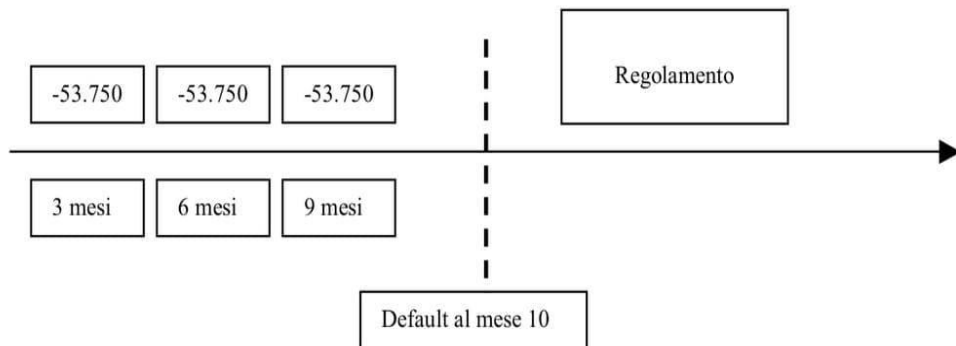 Regolamento
-53.750
-53.750
-53.750
3 mesi
6 mesi
9 mesi
Default al mese 10